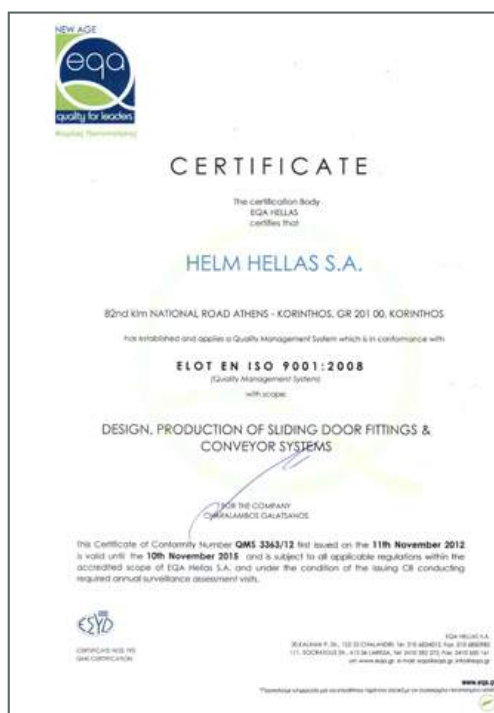 NEW AGE
eqa
quality for leaders
Φορέας Πιστοποίησης
CERTIFICATE
The certification Body
EQA HELLAS
certifies that
HELM HELLAS S.A.
82nd klm NATIONAL ROAD ATHENS - KORINTHOS, GR 201 00, KORINTHOS
has established and applies a Quality Management System which is in conformance with
ELOT EN ISO 9001:2008
(Quality Management System)
with scope:
DESIGN, PRODUCTION OF SLIDING DOOR FITTINGS &
CONVEYOR SYSTEMS
FOR THE COMPANY
CHARALAMBOS GALATSANOS
This Certificate of Conformity Number QMS 3363/12 first issued on the 11th November 2012
is valid until the 10th November 2015 and is subject to all applicable regulations within the
accredited scope of EQA Hellas S.A. and under the condition of the issuing CB conducting
required annual surveillance assessment visits.
ΕΣΥΔ
EQA HELLAS S.A.
www.eqa.g